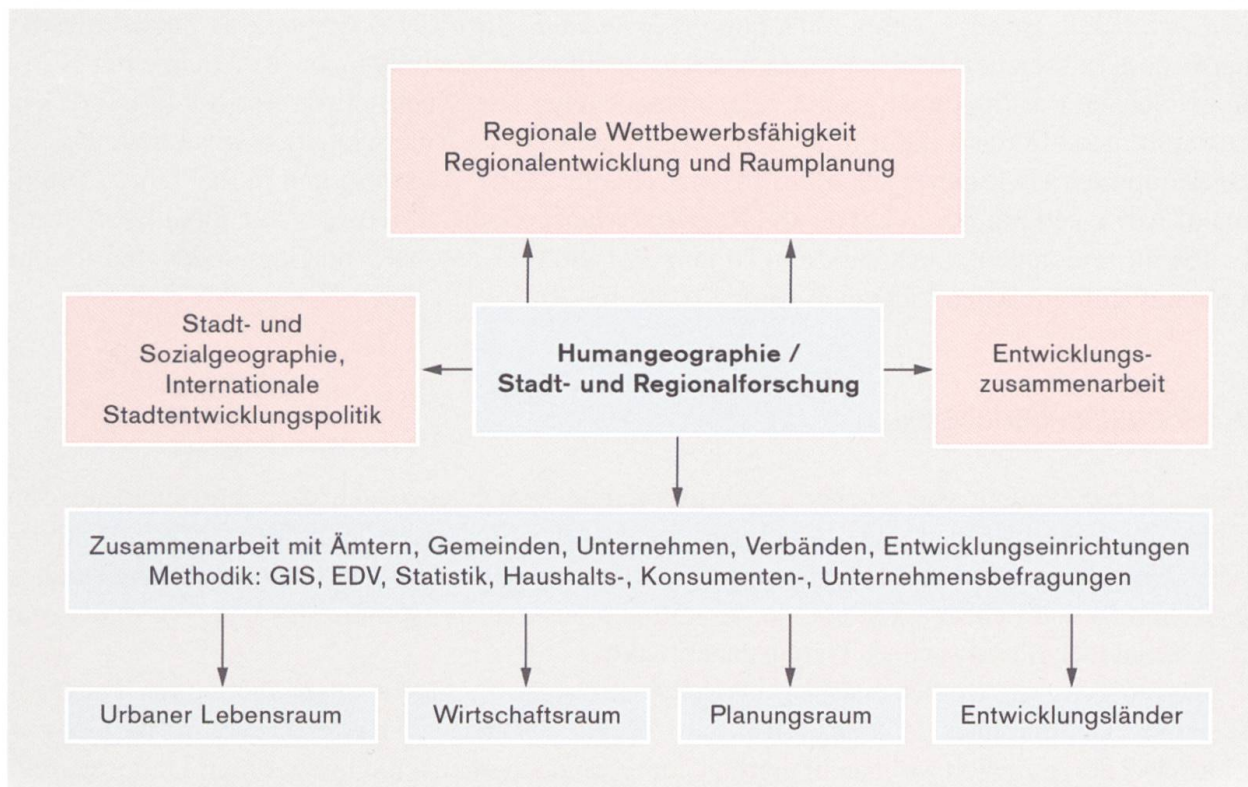 Regionale Wettbewerbsfähigkeit
Regionalentwicklung und Raumplanung
Stadt- und
Sozialgeographie,
Internationale
Stadtentwicklungspolitik
Humangeographie /
Stadt- und Regionalforschung
Entwicklungs-
zusammenarbeit
Zusammenarbeit mit Ämtern, Gemeinden, Unternehmen, Verbänden, Entwicklungseinrichtungen
Methodik: GIS, EDV, Statistik, Haushalts-, Konsumenten-, Unternehmensbefragungen
Urbaner Lebensraum
Wirtschaftsraum
Planungsraum
Entwicklungsländer